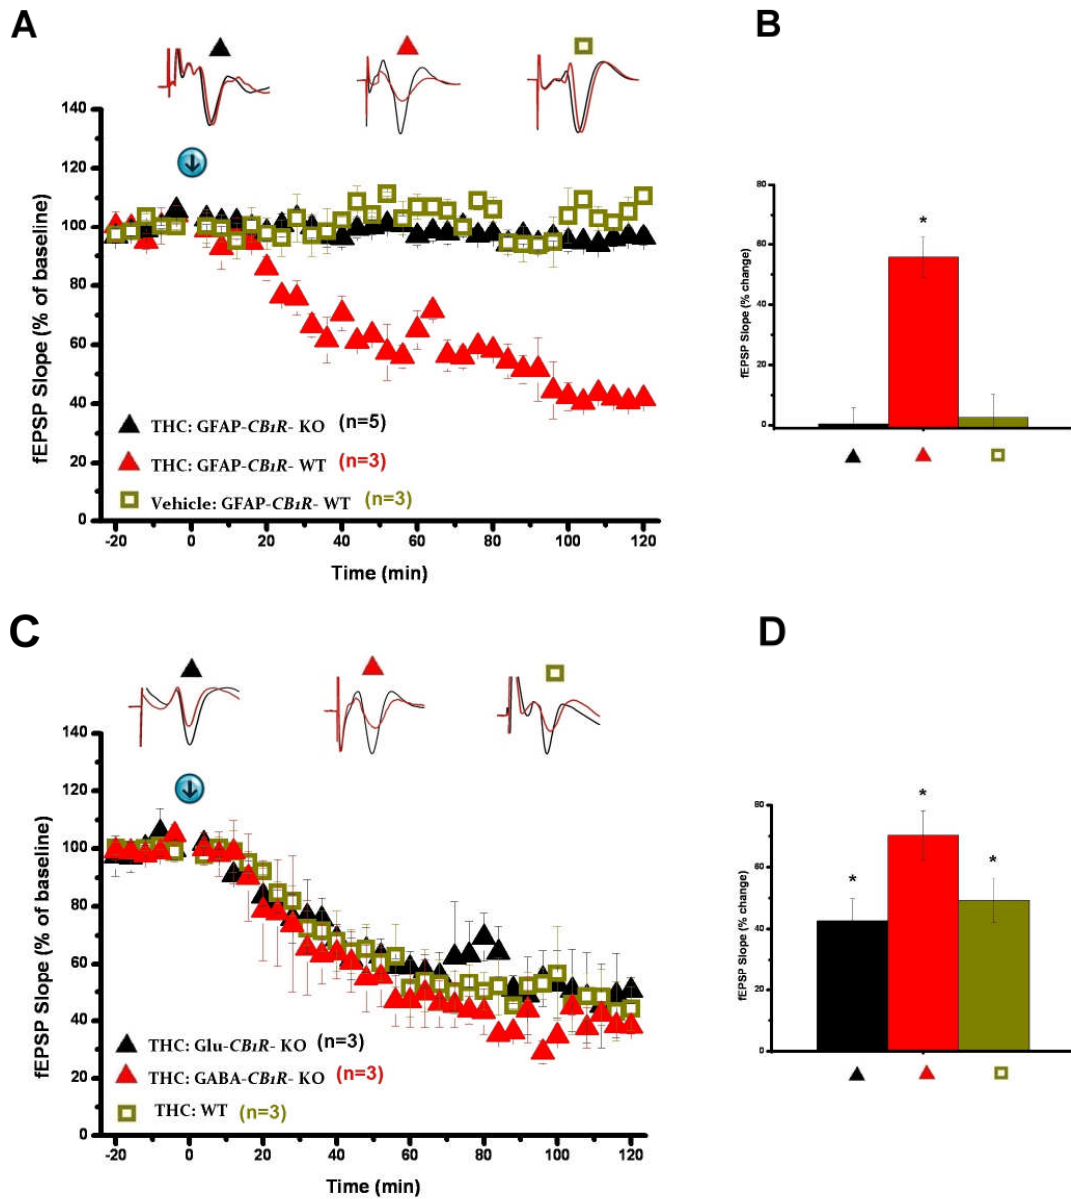 A
140
120
100
80
60
40
20
0
fEPSP Slope (% of baseline)
THC: GFAP-CB1R- KO (n=5)
THC: GFAP-CB1R- WT (n=3)
Vehicle: GFAP-CB1R- WT (n=3)
-20 0 20 40 60 80 100 120
Time (min)
B
80
60
40
20
0
fEPSP Slope (% change)
*
C
140
120
100
80
60
40
20
0
fEPSP Slope (% of baseline)
THC: Glu-CB1R- KO (n=3)
THC: GABA-CB1R- KO (n=3)
THC: WT (n=3)
-20 0 20 40 60 80 100 120
Time (min)
D
80
60
40
20
0
fEPSP Slope (% change)
* * *